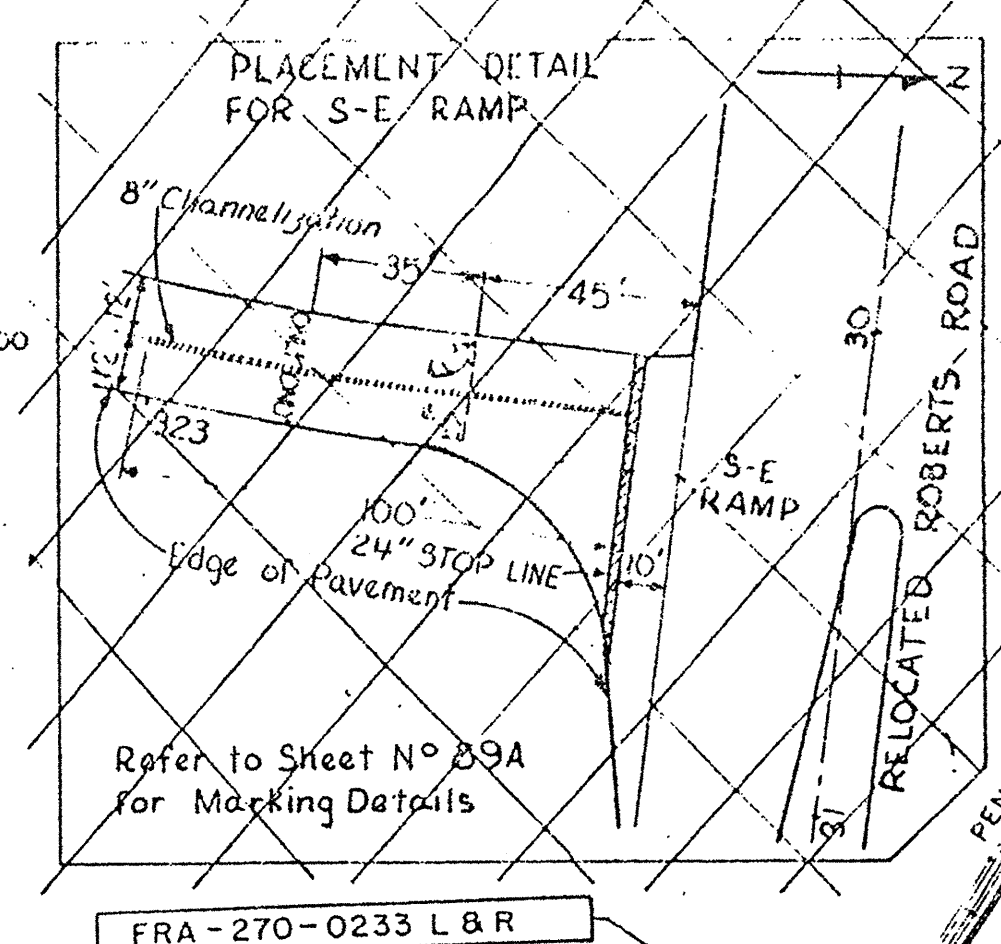 PLACEMENT DETAIL
FOR S-E RAMP
N
8" Channelization
35'
45'
30
323
S-E
RAMP
100'
24" STOP LINE
10'
Edge of Pavement
RELOCATED ROBERTS ROAD
Refer to Sheet Nº 89A
for Marking Details
31
FRA-270-0233 L & R